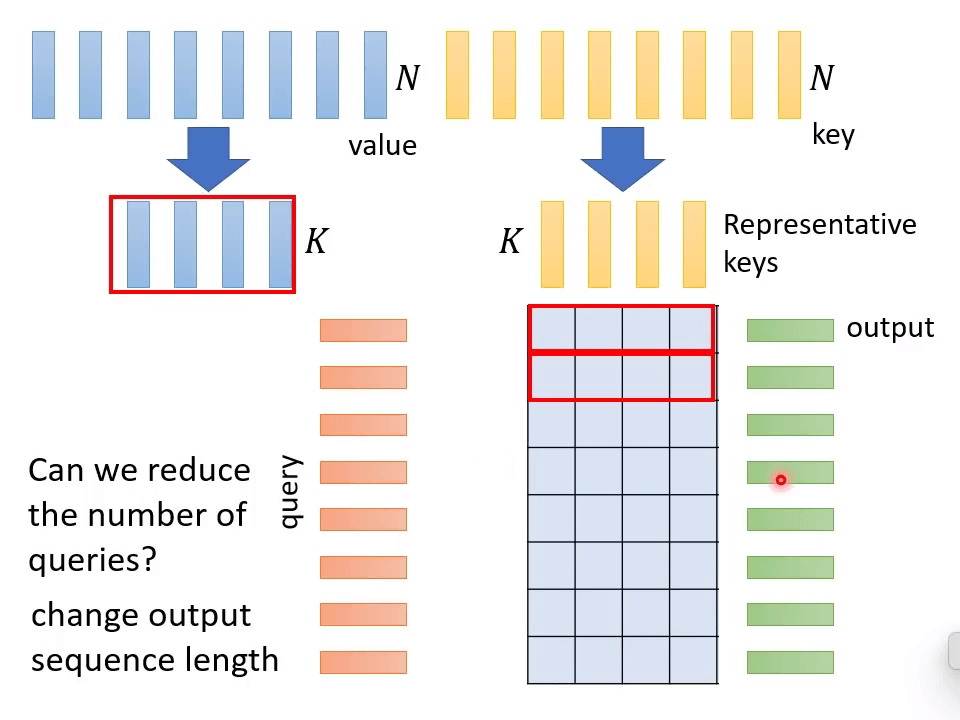 N
N
value
key
K
K
Representative
keys
output
query
Can we reduce
the number of
queries?
change output
sequence length